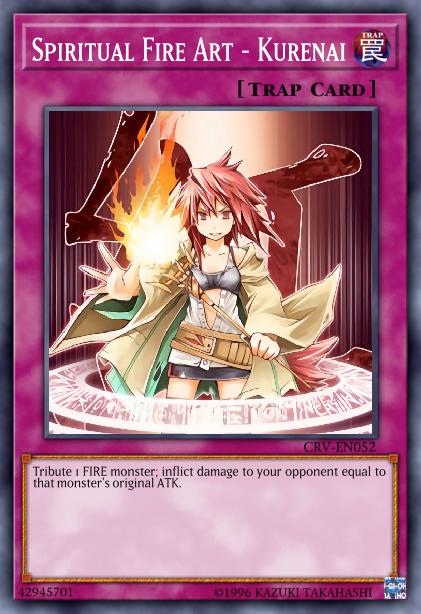 Spiritual Fire Art - Kurenai
TRAP
罠
[Trap Card]
CRV-EN052
Tribute 1 FIRE monster; inflict damage to your opponent equal to
that monster's original ATK.
42945701
©1996 KAZUKI TAKAHASHI